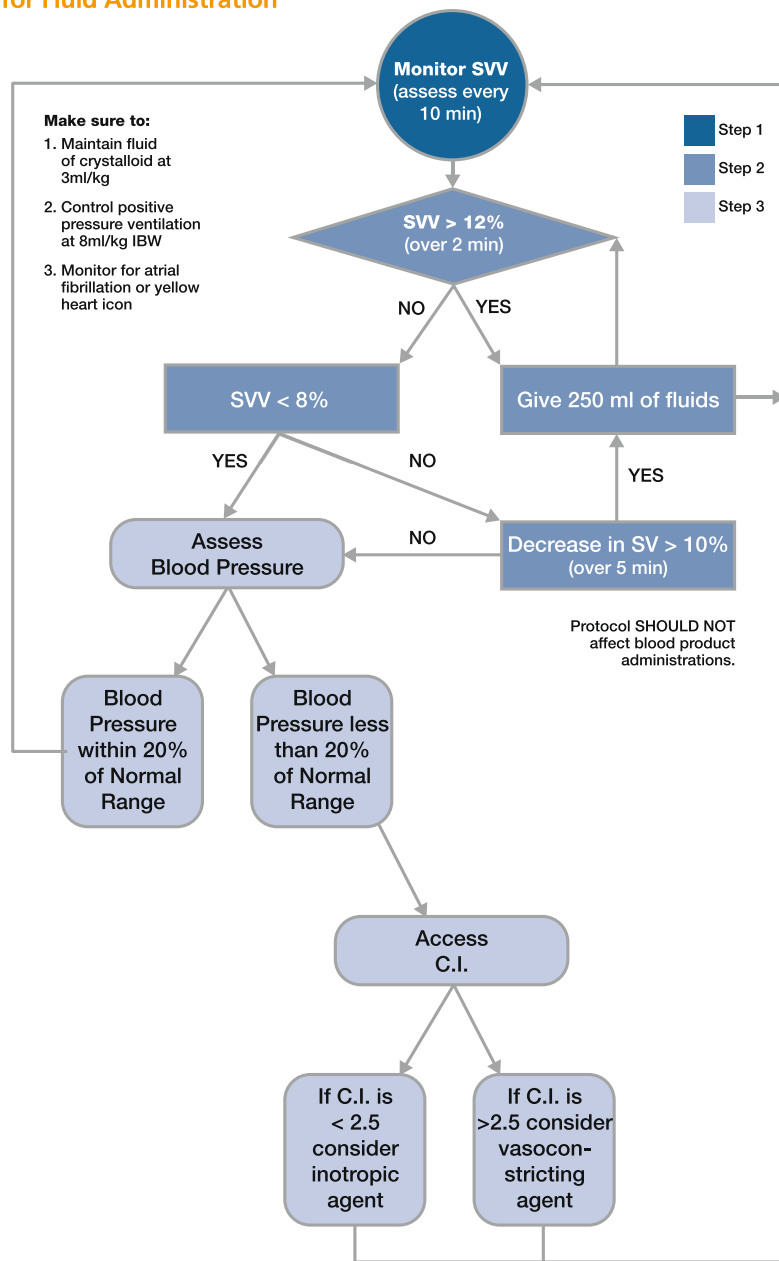 for Fluid Administration
Monitor SVV
(assess every
10 min)
Make sure to:
1. Maintain fluid
of crystalloid at
3ml/kg
2. Control positive
pressure ventilation
at 8ml/kg IBW
3. Monitor for atrial
fibrillation or yellow
heart icon
Step 1
Step 2
Step 3
SVV > 12%
(over 2 min)
NO
YES
SVV < 8%
Give 250 ml of fluids
YES
NO
YES
Assess
Blood Pressure
NO
Decrease in SV > 10%
(over 5 min)
Protocol SHOULD NOT
affect blood product
administrations.
Blood
Pressure
within 20%
of Normal
Range
Blood
Pressure less
than 20%
of Normal
Range
Access
C.I.
If C.I. is
< 2.5
consider
inotropic
agent
If C.I. is
>2.5 consider
vasocon-
stricting
agent